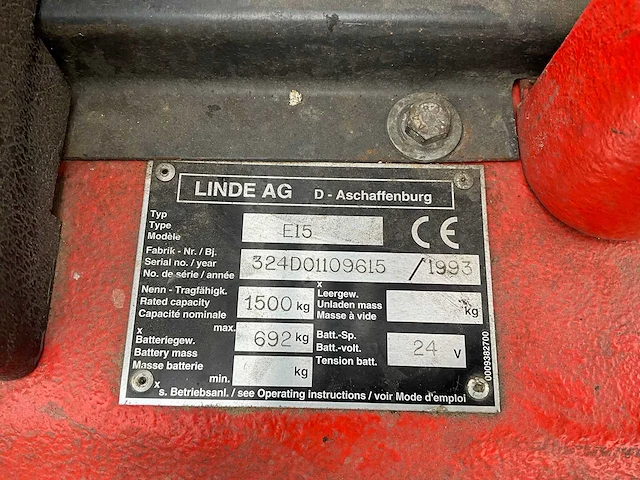 LINDE AG D - Aschaffenburg
Typ
Type
Modèle
E15
CE
Fabrik - Nr. / Bj.
Serial no. / year
No. de série / année
324D01109615 / 1993
Nenn - Tragfähigk.
Rated capacity
Capacité nominale
1500 kg
x
Leergew.
Unladen mass
Masse à vide
kg
x
Batteriegew.
Battery mass
Masse batterie
max.
692 kg
min.
kg
Batt.-Sp.
Batt.-volt.
Tension batt.
24 V
x
s. Betriebsanl. / see Operating instructions / voir Mode d'emploi
0009382700